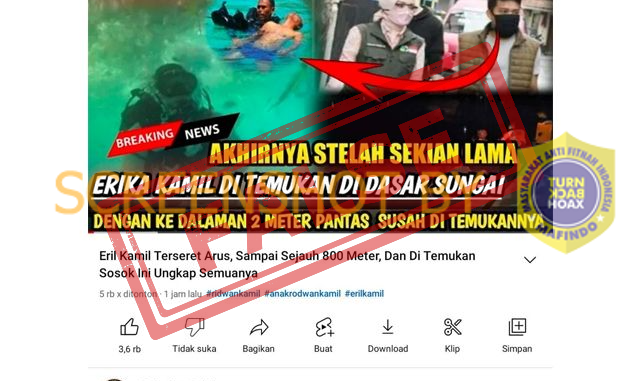 BREAKING NEWS
AKHIRNYA STELAH SEKIAN LAMA
ERIKA KAMIL DI TEMUKAN DI DASAR SUNGAI
DENGAN KE DALAMAN 2 METER PANTAS SUSAH DI TEMUKANNYA
SCREENSHOT BY
FALSE
MASYARAKAT ANTI FITNAH INDONESIA
TURN
BACK
HOAX
MAFINDO
Eril Kamil Terseret Arus, Sampai Sejauh 800 Meter, Dan Di Temukan
Sosok Ini Ungkap Semuanya
5 rb x ditonton · 1 jam lalu #ridwankamil #anakrodwankamil #erilkamil
3,6 rb
Tidak suka
Bagikan
Buat
Download
Klip
Simpan